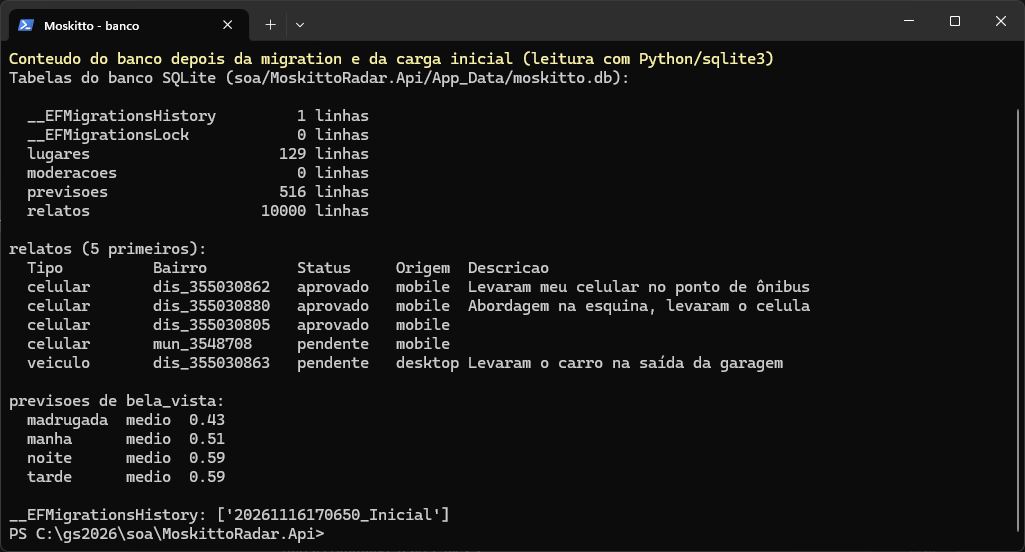 Moskitto - banco
Conteudo do banco depois da migration e da carga inicial (leitura com Python/sqlite3)
Tabelas do banco SQLite (soa/MoskittoRadar.Api/App_Data/moskitto.db):
__EFMigrationsHistory 1 linhas
__EFMigrationsLock 0 linhas
lugares 129 linhas
moderacoes 0 linhas
previsoes 516 linhas
relatos 10000 linhas
relatos (5 primeiros):
Tipo Bairro Status Origem Descricao
celular dis_355030862 aprovado mobile Levaram meu celular no ponto de ônibus
celular dis_355030880 aprovado mobile Abordagem na esquina, levaram o celula
celular dis_355030805 aprovado mobile
celular mun_3548708 pendente mobile
veiculo dis_355030863 pendente desktop Levaram o carro na saída da garagem
previsoes de bela_vista:
madrugada medio 0.43
manha medio 0.51
noite medio 0.59
tarde medio 0.59
__EFMigrationsHistory: ['20261116170650_Inicial']
PS C:\gs2026\soa\MoskittoRadar.Api>